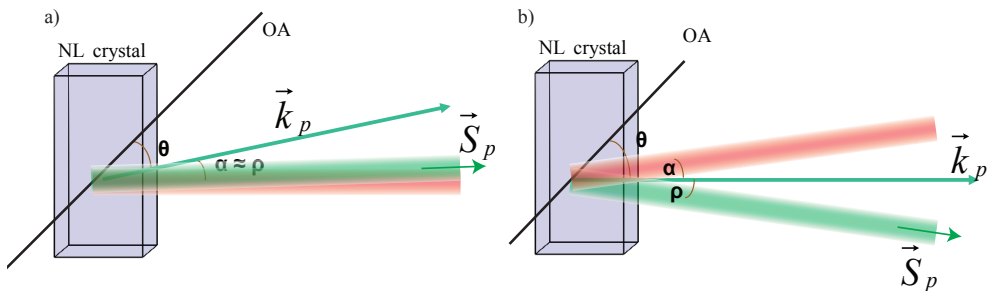 a)
OA
NL crystal
k⃗ p
θ
S⃗ p
α ≈ ρ
b)
OA
NL crystal
θ
k⃗ p
α
ρ
S⃗ p